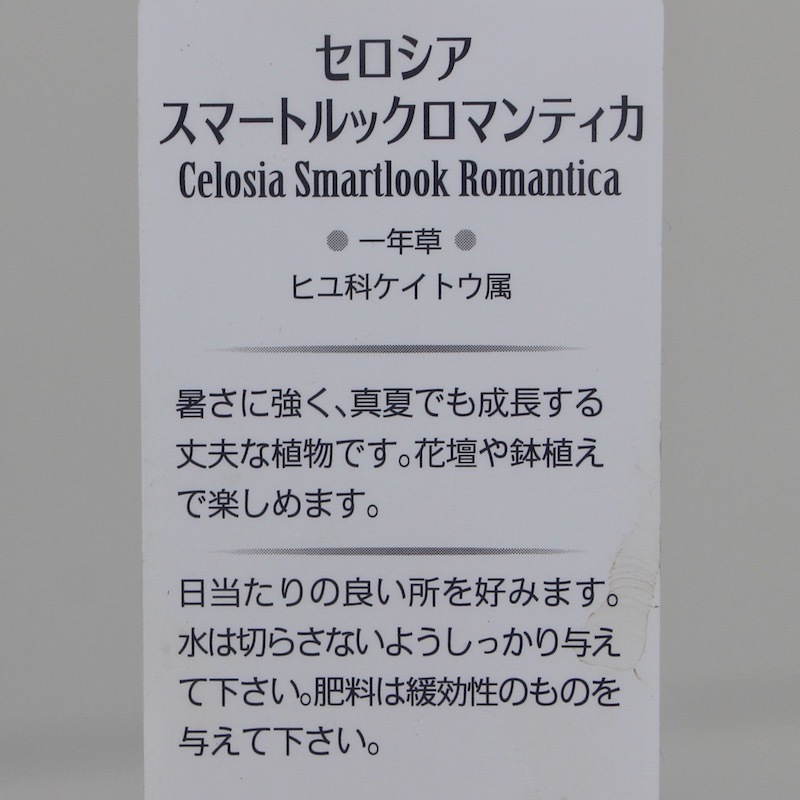 セロシア
スマートルックロマンティカ
Celosia Smartlook Romantica
一年草
ヒユ科ケイトウ属
暑さに強く、真夏でも成長する
丈夫な植物です。花壇や鉢植え
で楽しめます。
日当たりの良い所を好みます。
水は切らさないようしっかり与え
て下さい。肥料は緩効性のものを
与えて下さい。